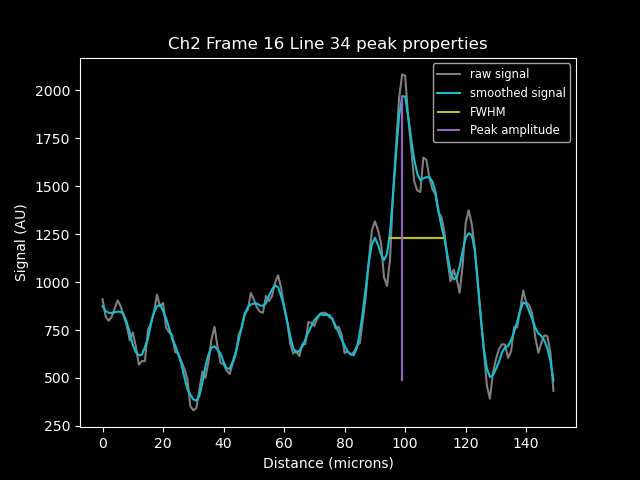 Ch2 Frame 16 Line 34 peak properties
raw signal
smoothed signal
FWHM
Peak amplitude
Signal (AU)
2000
1750
1500
1250
1000
750
500
250
0 20 40 60 80 100 120 140
Distance (microns)